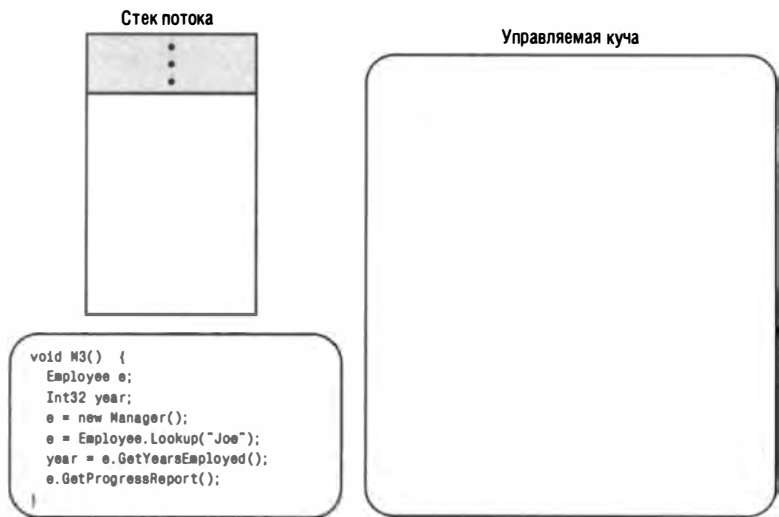 Стек потока
Управляемая куча
void M3() {
Employee e;
Int32 year;
e = new Manager();
e = Employee.Lookup("Joe");
year = e.GetYearsEmployed();
e.GetProgressReport();
}